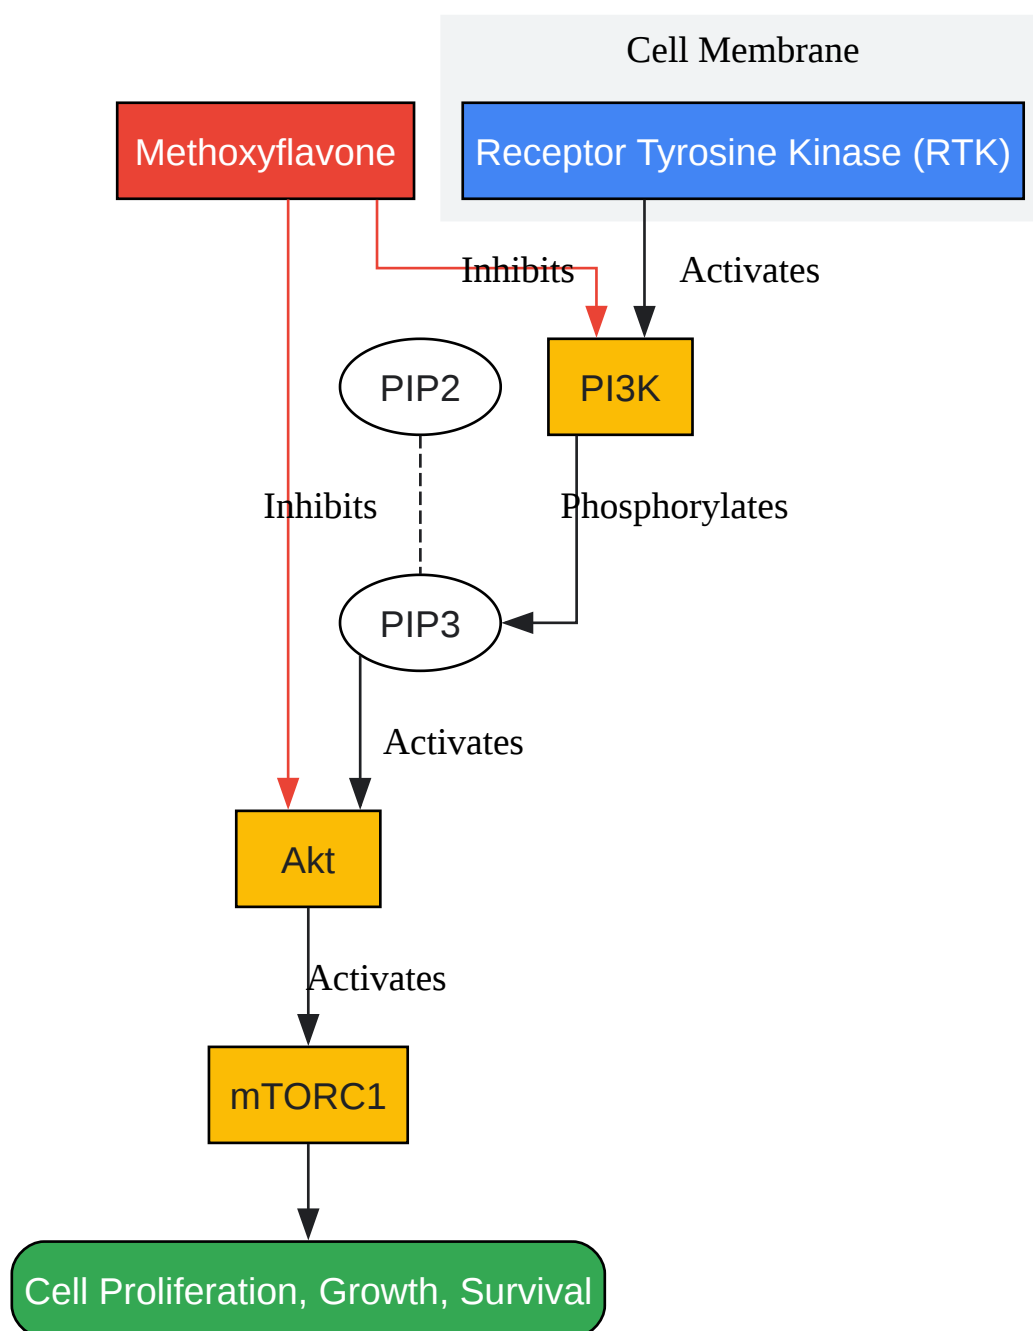 Cell Membrane
Methoxyflavone
Receptor Tyrosine Kinase (RTK)
Inhibits
Activates
PIP2
PI3K
Inhibits
Phosphorylates
PIP3
Activates
Akt
Activates
mTORC1
Cell Proliferation, Growth, Survival